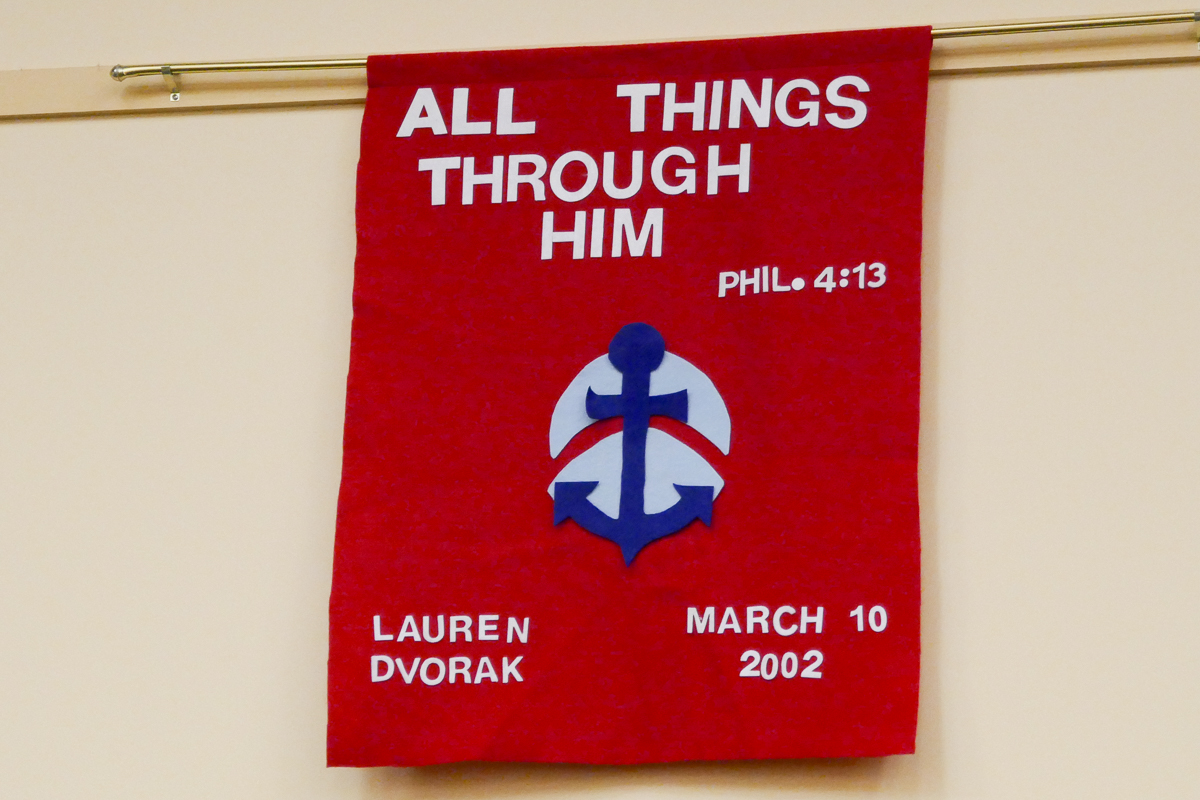 ALL THINGS
THROUGH
HIM
PHIL. 4:13
LAUREN
DVORAK
MARCH 10
2002